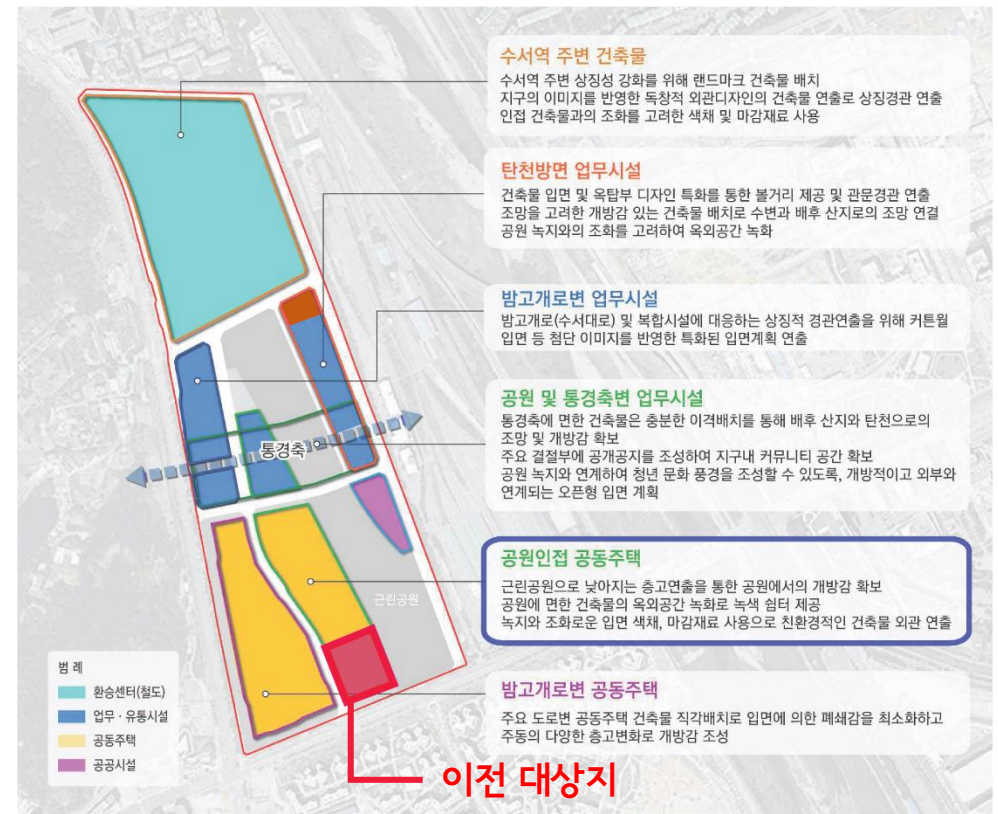 수서역 주변 건축물
수서역 주변 상징성 강화를 위해 랜드마크 건축물 배치
지구의 이미지를 반영한 독창적 외관디자인의 건축물 연출로 상징경관 연출
인접 건축물과의 조화를 고려한 색채 및 마감재료 사용
탄천방면 업무시설
건축물 입면 및 옥탑부 디자인 특화를 통한 볼거리 제공 및 관문경관 연출
조망을 고려한 개방감 있는 건축물 배치로 수변과 배후 산지로의 조망 연결
공원 녹지와의 조화를 고려하여 옥외공간 녹화
밤고개로변 업무시설
밤고개로(수서대로) 및 복합시설에 대응하는 상징적 경관연출을 위해 커튼월
입면 등 첨단 이미지를 반영한 특화된 입면계획 연출
공원 및 통경축변 업무시설
통경축에 면한 건축물은 충분한 이격배치를 통해 배후 산지와 탄천으로의
조망 및 개방감 확보
주요 결절부에 공개공지를 조성하여 지구내 커뮤니티 공간 확보
공원 녹지와 연계하여 청년 문화 풍경을 조성할 수 있도록, 개방적이고 외부와
연계되는 오픈형 입면 계획
통경축
공원인접 공동주택
근린공원으로 낮아지는 층고연출을 통한 공원에서의 개방감 확보
공원에 면한 건축물의 옥외공간 녹화로 녹색 쉼터 제공
녹지와 조화로운 입면 색채, 마감재료 사용으로 친환경적인 건축물 외관 연출
근린공원
밤고개로변 공동주택
주요 도로변 공동주택 건축물 직각배치로 입면에 의한 폐쇄감을 최소화하고
주동의 다양한 층고변화로 개방감 조성
범 례
환승센터(철도)
업무 · 유통시설
공동주택
공공시설
이전 대상지